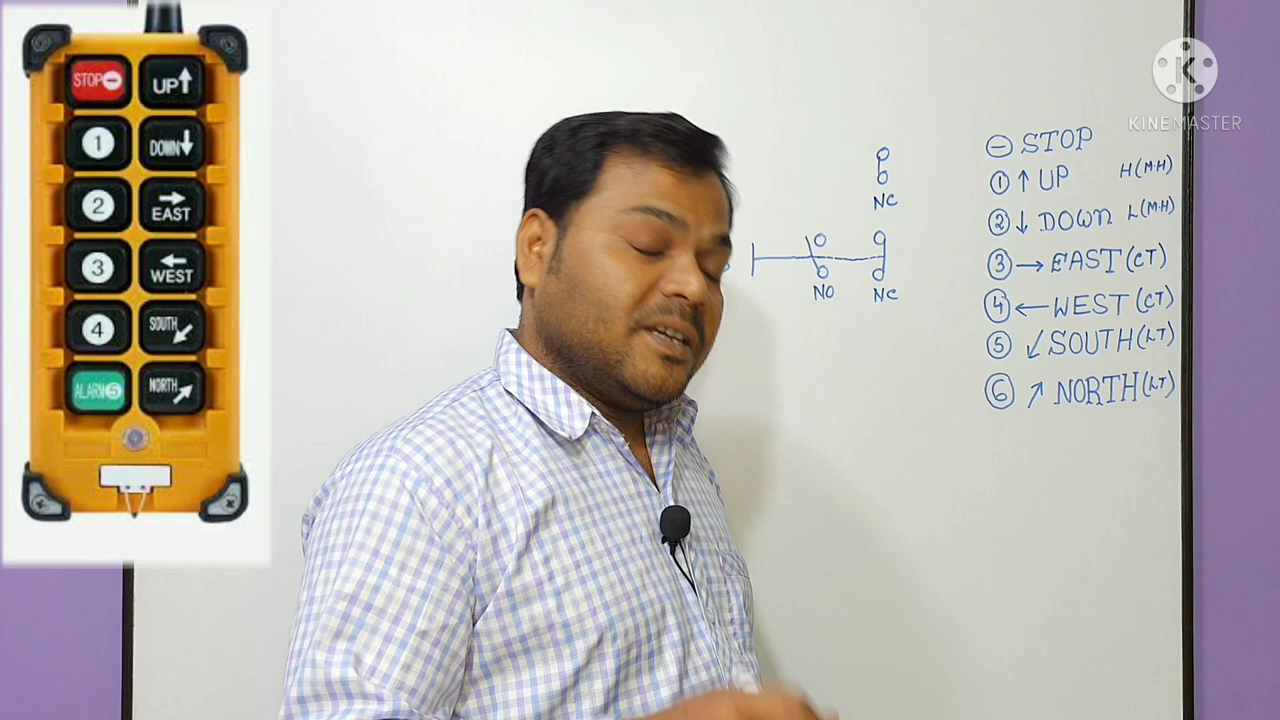 STOP UP
1 DOWN
2 EAST
3 WEST
4 SOUTH
ALARM 5 NORTH
NC
NO NC
− STOP
① ↑ UP H(M·H)
② ↓ DOWN L(M·H)
③ → EAST (CT)
④ ← WEST (CT)
⑤ ↙ SOUTH (LT)
⑥ ↗ NORTH (LT)
K
KINEMASTER